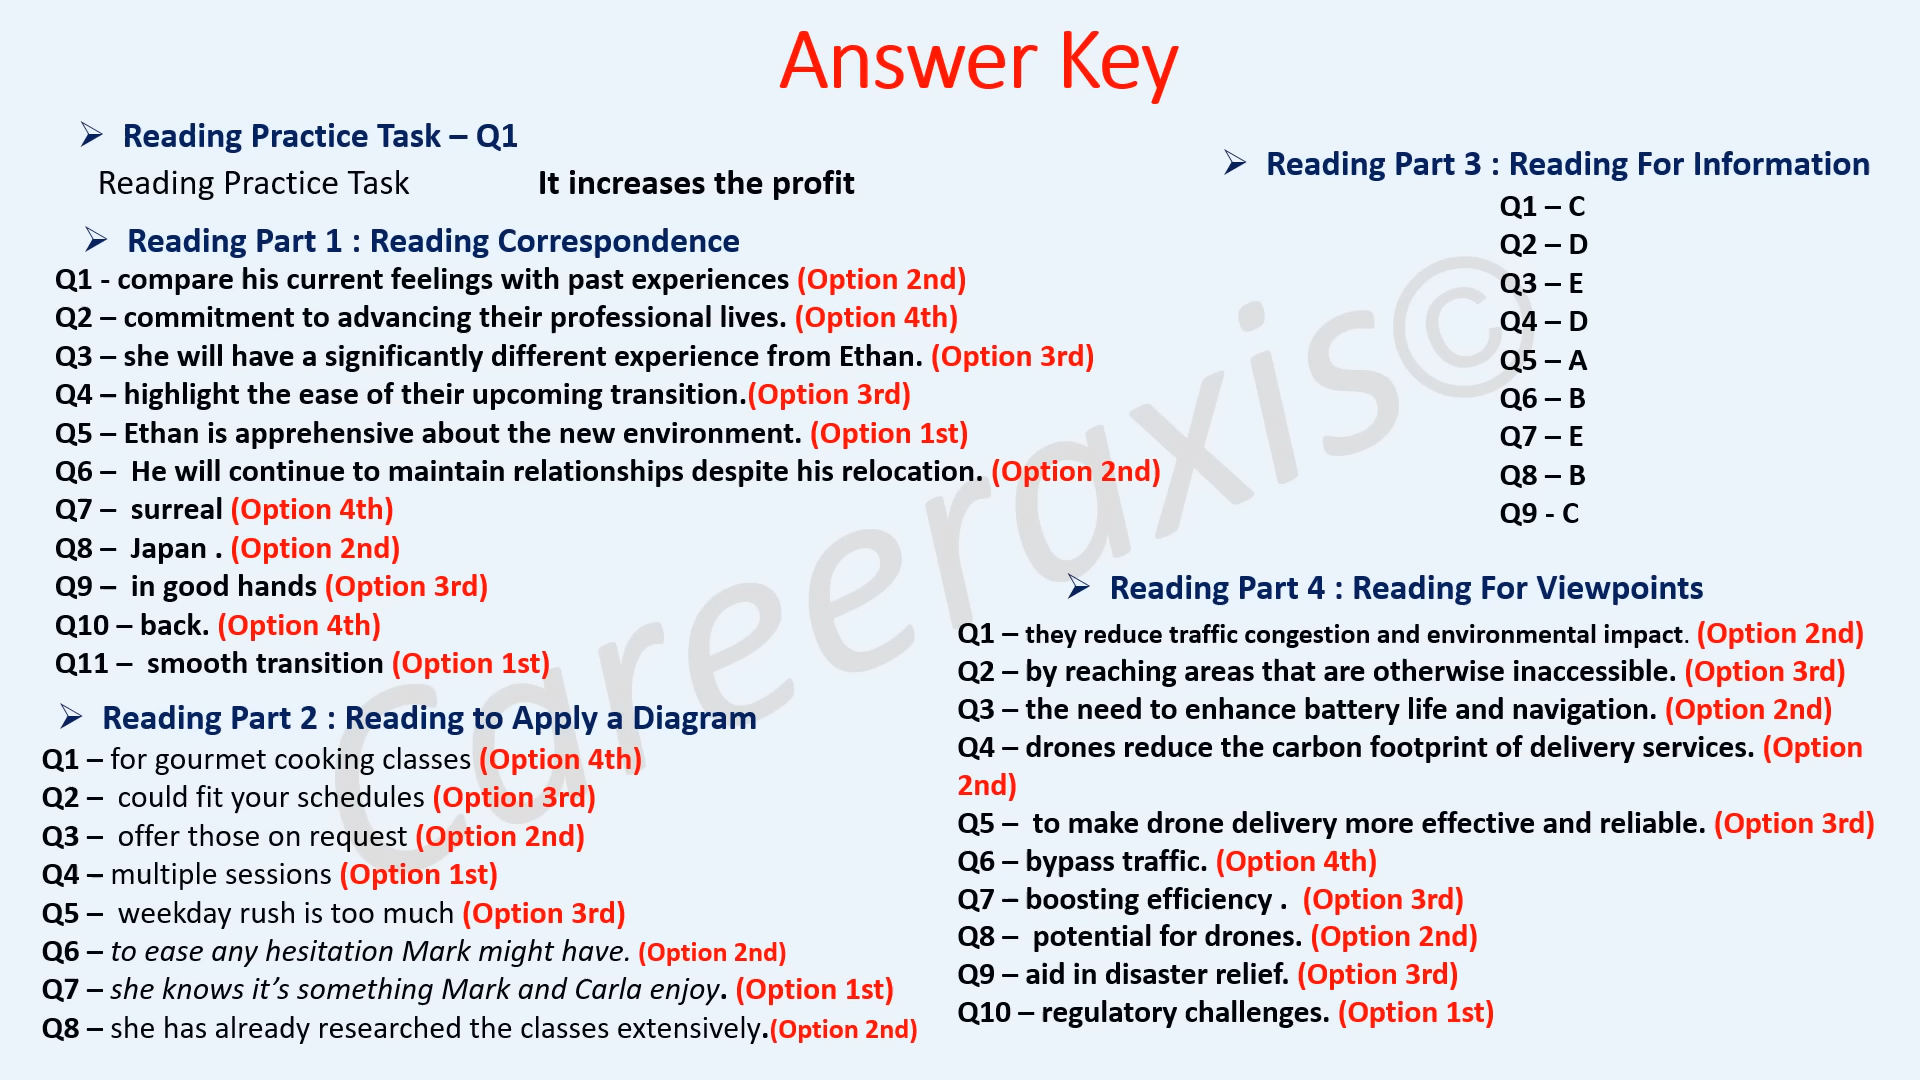 Answer Key
➢ Reading Practice Task – Q1
Reading Practice Task It increases the profit
➢ Reading Part 1 : Reading Correspondence
Q1 - compare his current feelings with past experiences (Option 2nd)
Q2 – commitment to advancing their professional lives. (Option 4th)
Q3 – she will have a significantly different experience from Ethan. (Option 3rd)
Q4 – highlight the ease of their upcoming transition.(Option 3rd)
Q5 – Ethan is apprehensive about the new environment. (Option 1st)
Q6 – He will continue to maintain relationships despite his relocation. (Option 2nd)
Q7 – surreal (Option 4th)
Q8 – Japan . (Option 2nd)
Q9 – in good hands (Option 3rd)
Q10 – back. (Option 4th)
Q11 – smooth transition (Option 1st)
➢ Reading Part 2 : Reading to Apply a Diagram
Q1 – for gourmet cooking classes (Option 4th)
Q2 – could fit your schedules (Option 3rd)
Q3 – offer those on request (Option 2nd)
Q4 – multiple sessions (Option 1st)
Q5 – weekday rush is too much (Option 3rd)
Q6 – to ease any hesitation Mark might have. (Option 2nd)
Q7 – she knows it’s something Mark and Carla enjoy. (Option 1st)
Q8 – she has already researched the classes extensively.(Option 2nd)
➢ Reading Part 3 : Reading For Information
Q1 – C
Q2 – D
Q3 – E
Q4 – D
Q5 – A
Q6 – B
Q7 – E
Q8 – B
Q9 - C
➢ Reading Part 4 : Reading For Viewpoints
Q1 – they reduce traffic congestion and environmental impact. (Option 2nd)
Q2 – by reaching areas that are otherwise inaccessible. (Option 3rd)
Q3 – the need to enhance battery life and navigation. (Option 2nd)
Q4 – drones reduce the carbon footprint of delivery services. (Option
2nd)
Q5 – to make drone delivery more effective and reliable. (Option 3rd)
Q6 – bypass traffic. (Option 4th)
Q7 – boosting efficiency . (Option 3rd)
Q8 – potential for drones. (Option 2nd)
Q9 – aid in disaster relief. (Option 3rd)
Q10 – regulatory challenges. (Option 1st)
Careeraxis©